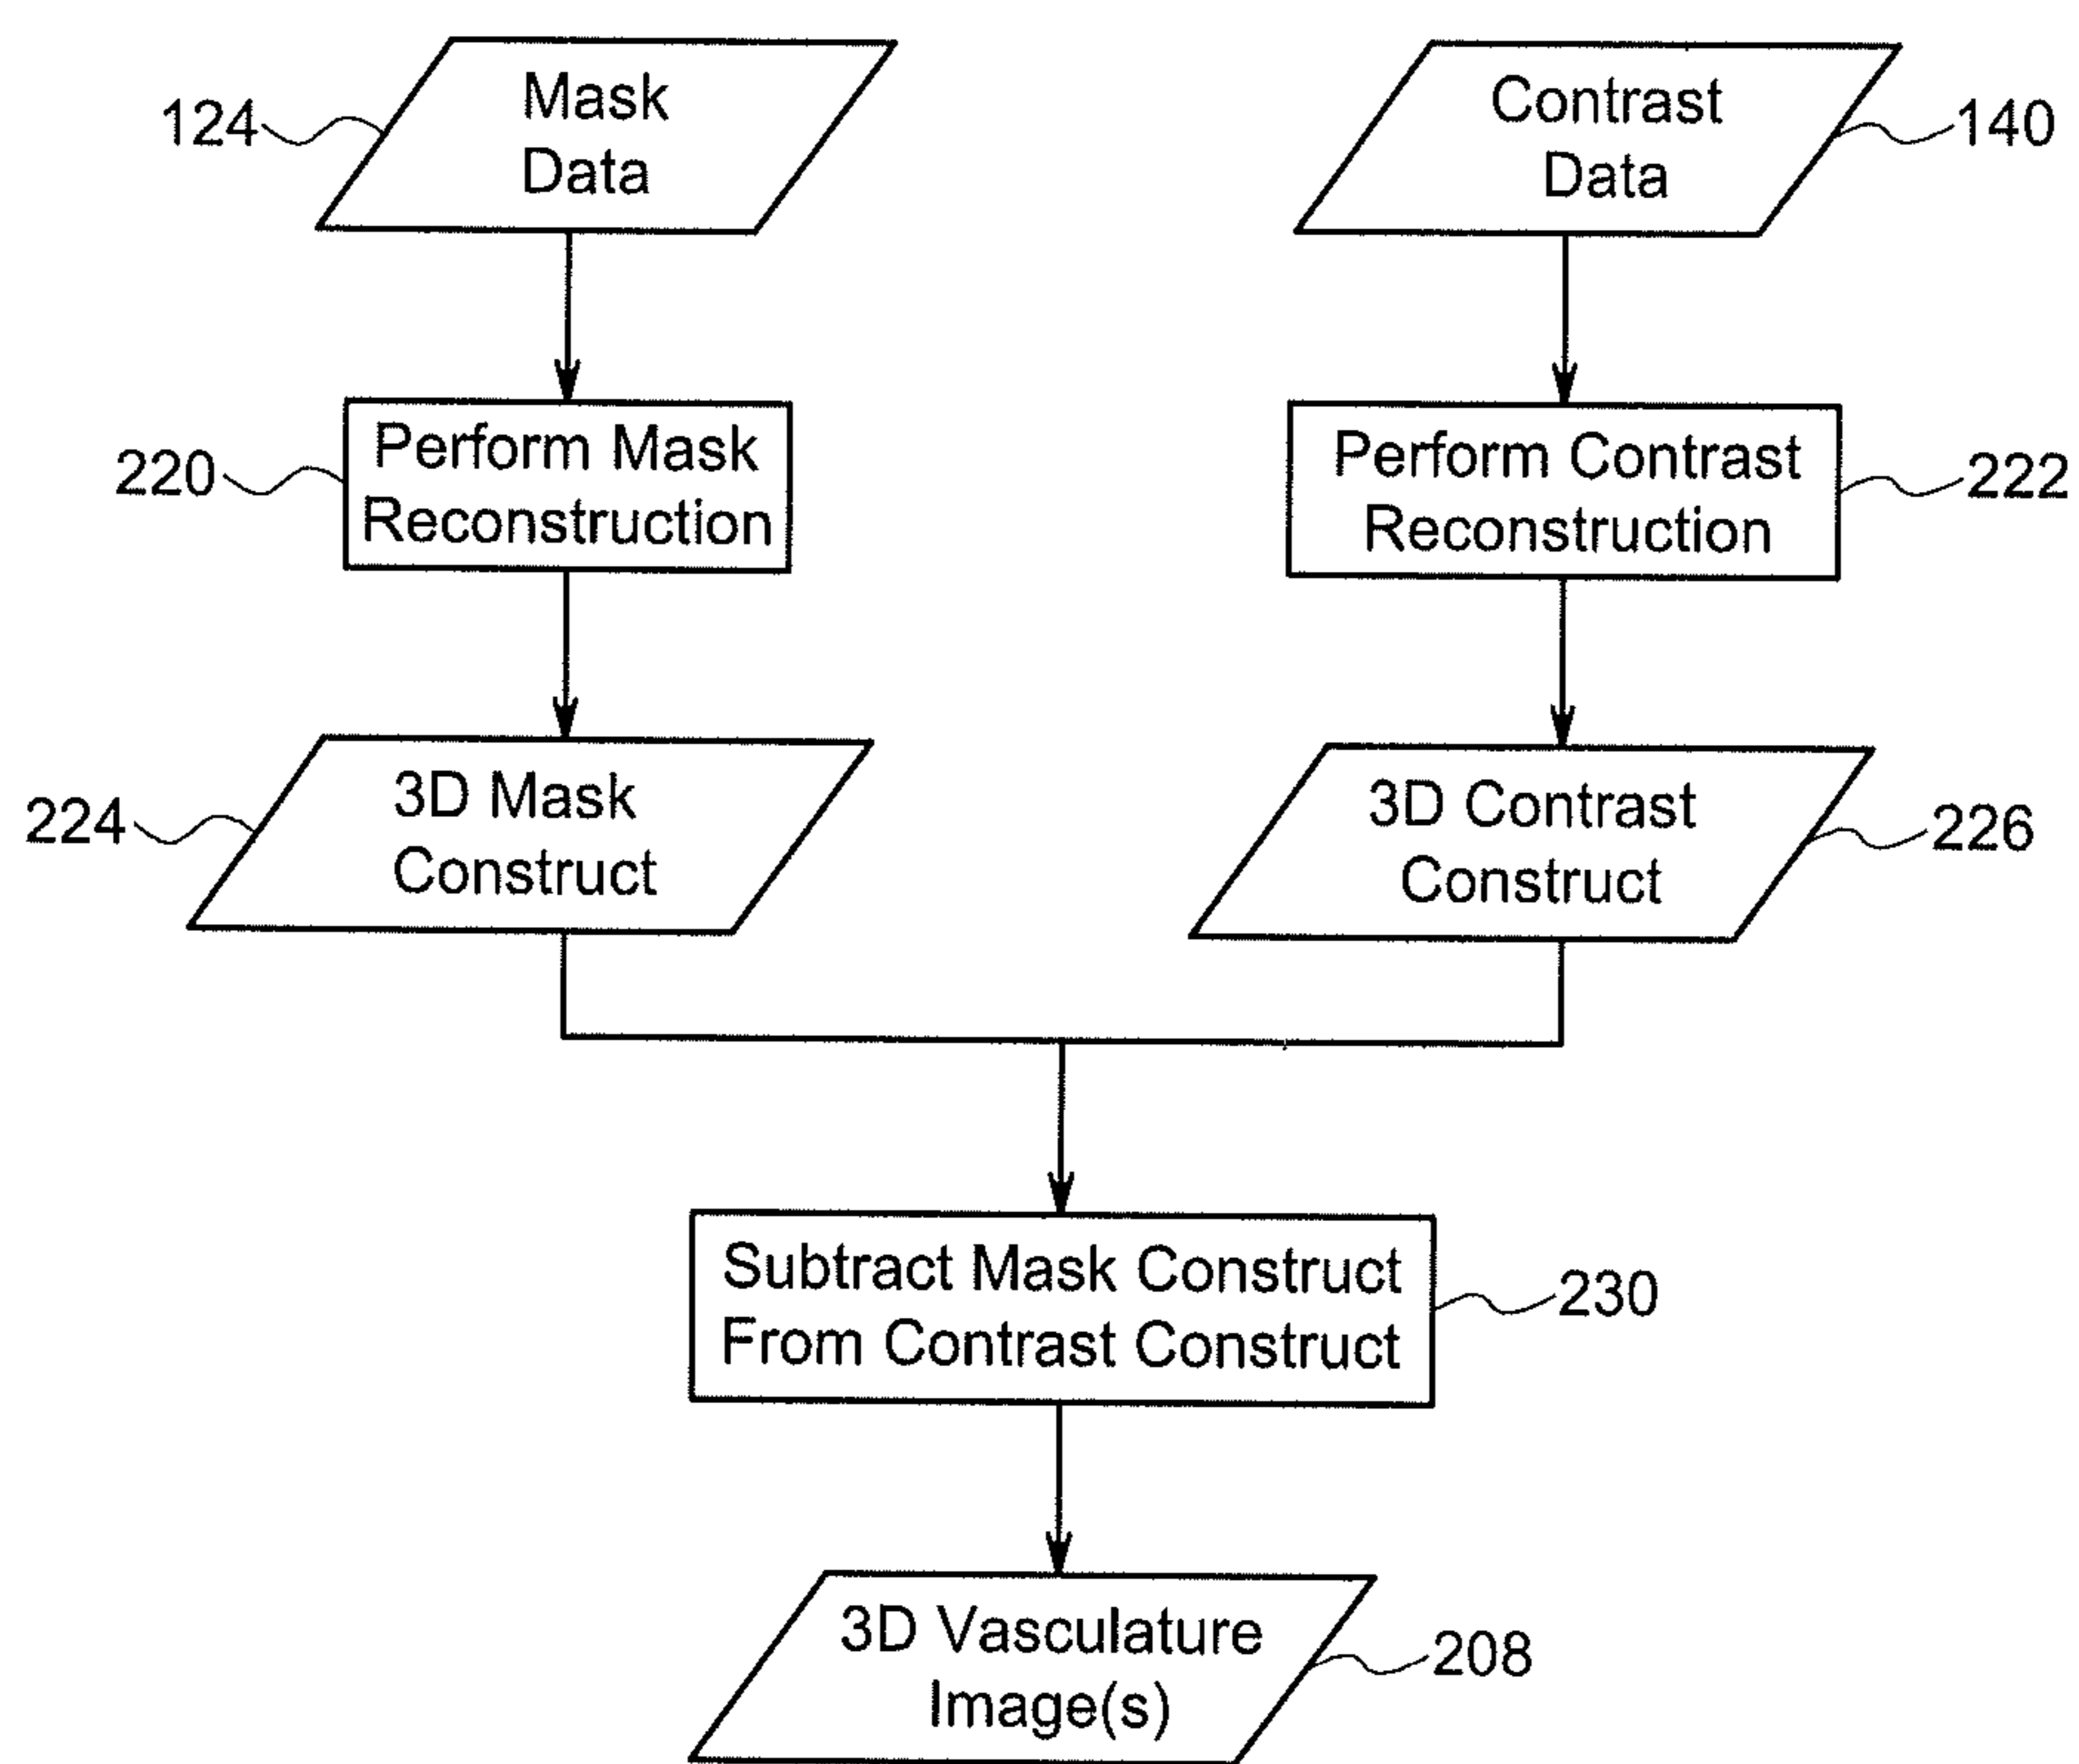 Mask
Data
124
Contrast
Data
140
Perform Mask
Reconstruction
220
Perform Contrast
Reconstruction
222
3D Mask
Construct
224
3D Contrast
Construct
226
Subtract Mask Construct
From Contrast Construct
230
3D Vasculature
Image(s)
208